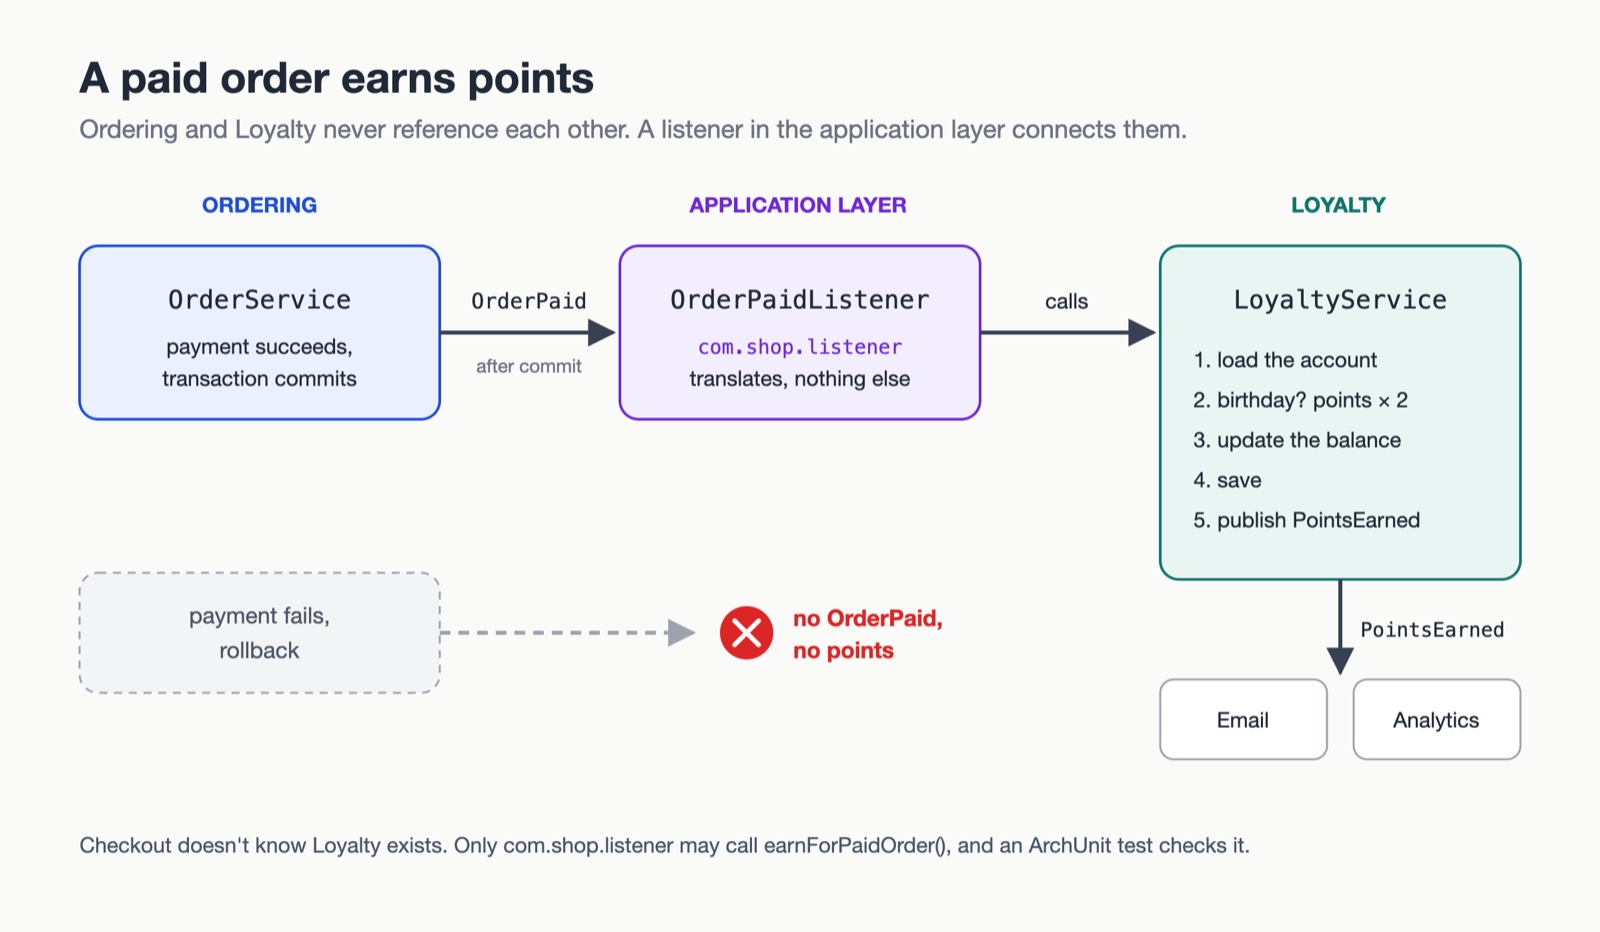 A paid order earns points
Ordering and Loyalty never reference each other. A listener in the application layer connects them.
ORDERING
OrderService
payment succeeds,
transaction commits
OrderPaid
after commit
APPLICATION LAYER
OrderPaidListener
com.shop.listener
translates, nothing else
calls
LOYALTY
LoyaltyService
1. load the account
2. birthday? points × 2
3. update the balance
4. save
5. publish PointsEarned
payment fails,
rollback
no OrderPaid,
no points
PointsEarned
Email
Analytics
Checkout doesn't know Loyalty exists. Only com.shop.listener may call earnForPaidOrder(), and an ArchUnit test checks it.